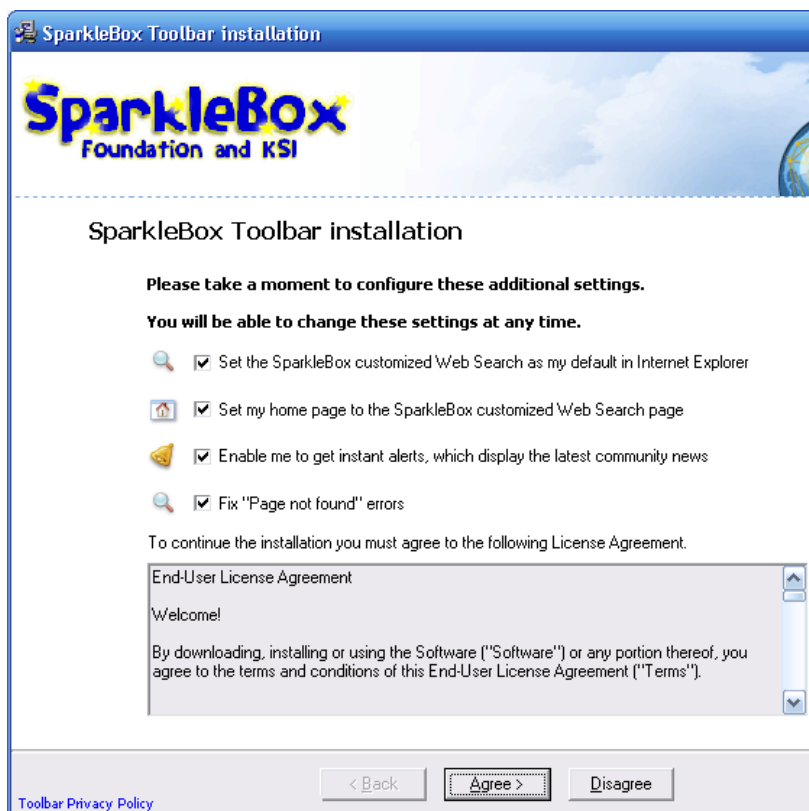 SparkleBox Toolbar installation
SparkleBox
Foundation and KSI
SparkleBox Toolbar installation
Please take a moment to configure these additional settings.
You will be able to change these settings at any time.
Set the SparkleBox customized Web Search as my default in Internet Explorer
Set my home page to the SparkleBox customized Web Search page
Enable me to get instant alerts, which display the latest community news
Fix "Page not found" errors
To continue the installation you must agree to the following License Agreement.
End-User License Agreement
Welcome!
By downloading, installing or using the Software ("Software") or any portion thereof, you
agree to the terms and conditions of this End-User License Agreement ("Terms").
< Back Agree > Disagree
Toolbar Privacy Policy